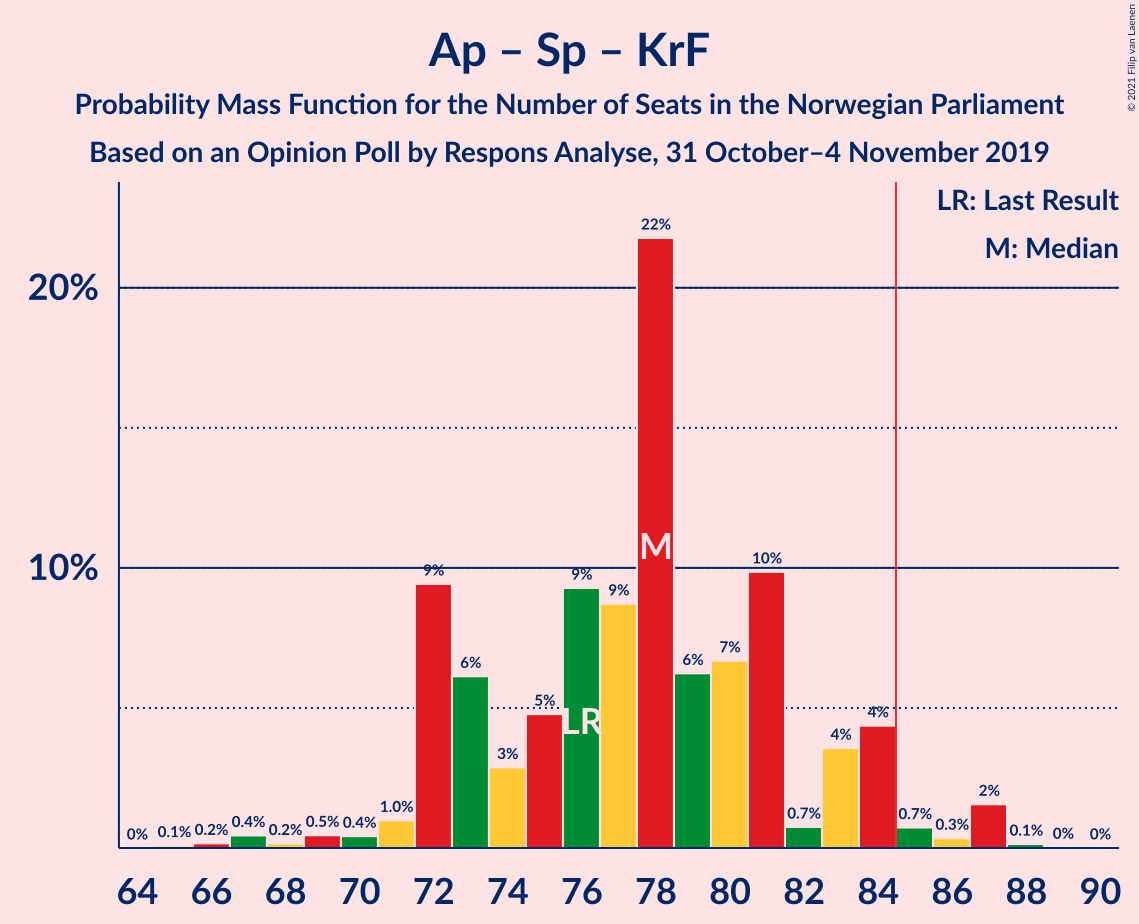 Ap – Sp – KrF
Probability Mass Function for the Number of Seats in the Norwegian Parliament
Based on an Opinion Poll by Respons Analyse, 31 October–4 November 2019
© 2021 Filip van Laenen
LR: Last Result
M: Median
20%
10%
0% 0.1% 0.2% 0.4% 0.2% 0.5% 0.4% 1.0% 9% 6% 3% 5% 9% 9% 22% 6% 7% 10% 0.7% 4% 4% 0.7% 0.3% 2% 0.1% 0% 0%
M
LR
64 66 68 70 72 74 76 78 80 82 84 86 88 90